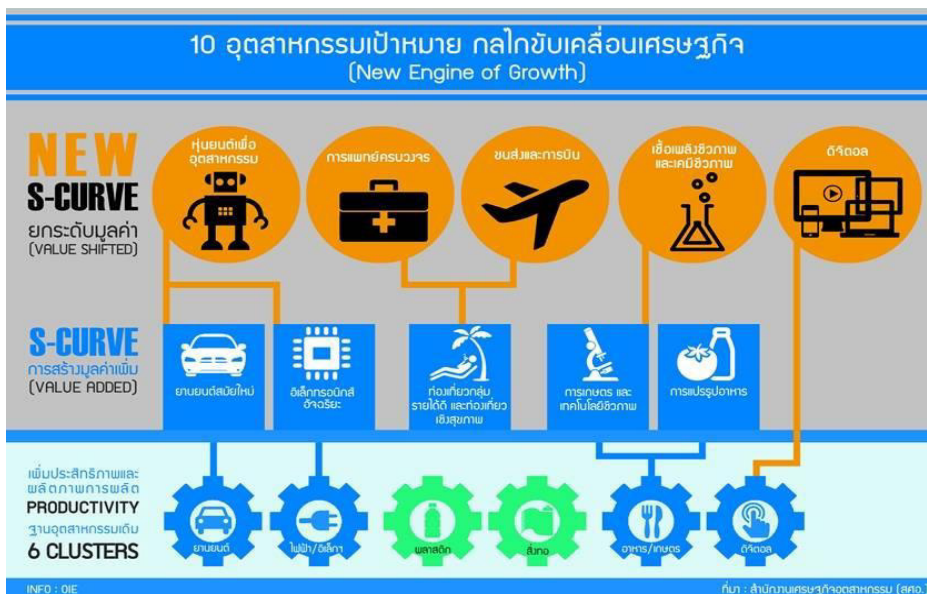 10 อุตสาหกรรมเป้าหมาย กลไกขับเคลื่อนเศรษฐกิจ
(New Engine of Growth)
NEW
S-CURVE
ยกระดับมูลค่า
(VALUE SHIFTED)
หุ่นยนต์เพื่อ
อุตสาหกรรม
การแพทย์ครบวงจร
ขนส่งและการบิน
เชื้อเพลิงชีวภาพ
และเคมีชีวภาพ
ดิจิตอล
S-CURVE
การสร้างมูลค่าเพิ่ม
(VALUE ADDED)
ยานยนต์สมัยใหม่
อิเล็กทรอนิกส์
อัจฉริยะ
ท่องเที่ยวกลุ่ม
รายได้ดี และท่องเที่ยว
เชิงสุขภาพ
การเกษตร และ
เทคโนโลยีชีวภาพ
การแปรรูปอาหาร
เพิ่มประสิทธิภาพและ
ผลิตภาพการผลิต
PRODUCTIVITY
ฐานอุตสาหกรรมเดิม
6 CLUSTERS
ยานยนต์
ไฟฟ้า/อิเล็กฯ
พลาสติก
สิ่งทอ
อาหาร/เกษตร
ดิจิตอล
INFO : OIE
ที่มา : สำนักงานเศรษฐกิจอุตสาหกรรม (สศอ.)